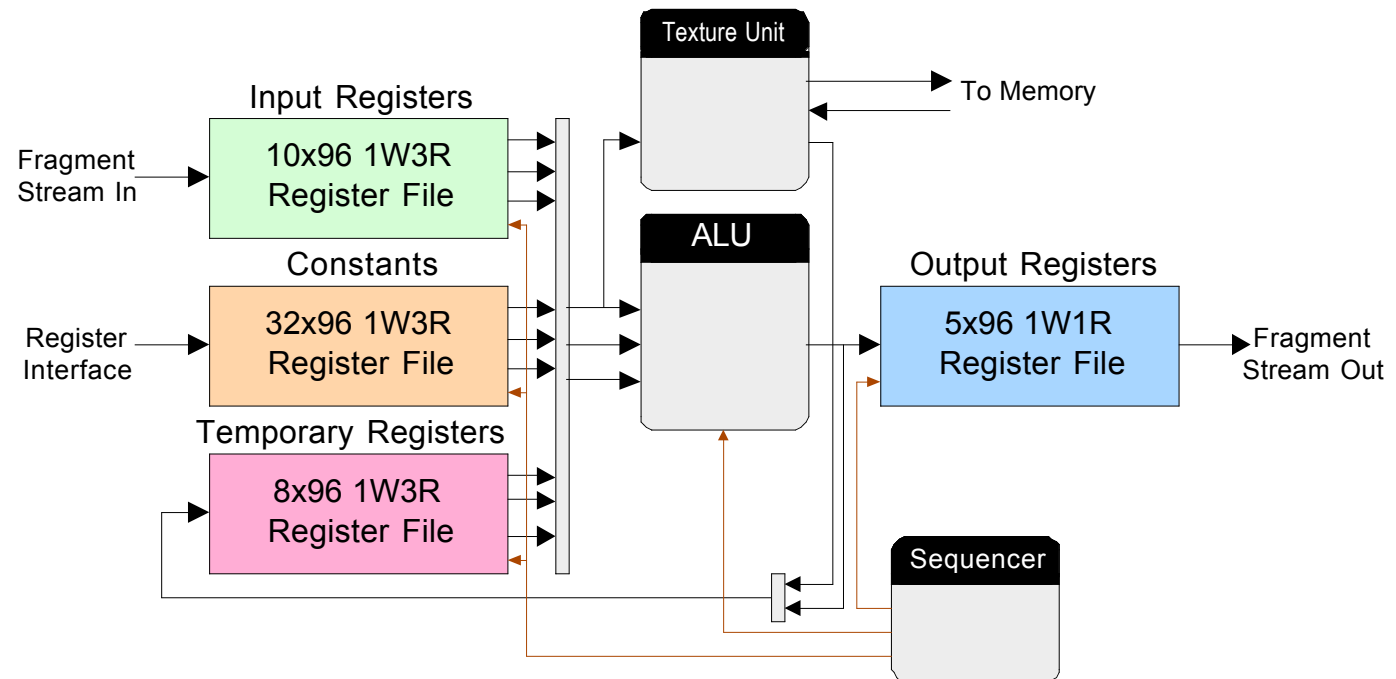 Texture Unit
To Memory
Input Registers
10x96 1W3R
Register File
Fragment
Stream In
ALU
Constants
32x96 1W3R
Register File
Register
Interface
Output Registers
5x96 1W1R
Register File
Fragment
Stream Out
Temporary Registers
8x96 1W3R
Register File
Sequencer